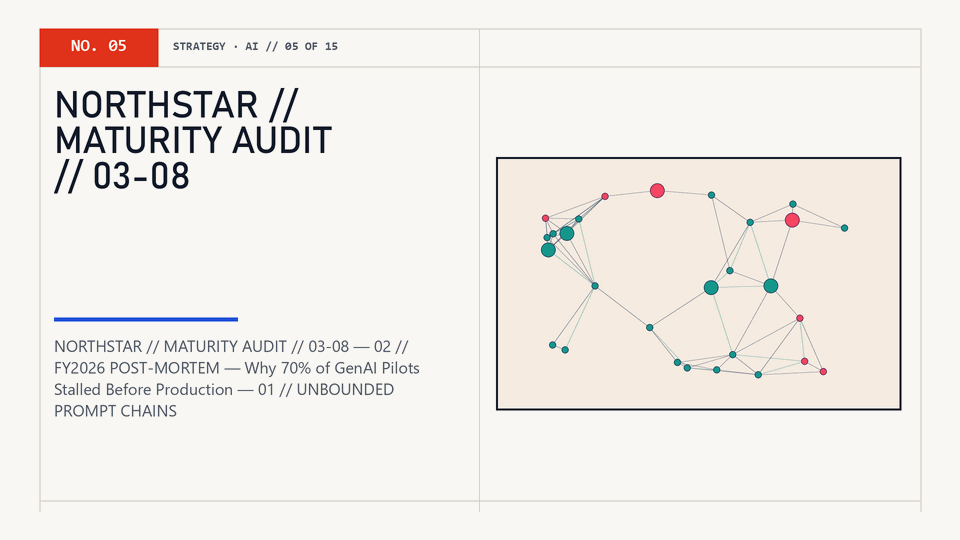 NO. 05
STRATEGY · AI // 05 OF 15
NORTHSTAR //
MATURITY AUDIT
// 03-08
NORTHSTAR // MATURITY AUDIT // 03-08 — 02 //
FY2026 POST-MORTEM — Why 70% of GenAI Pilots
Stalled Before Production — 01 // UNBOUNDED
PROMPT CHAINS